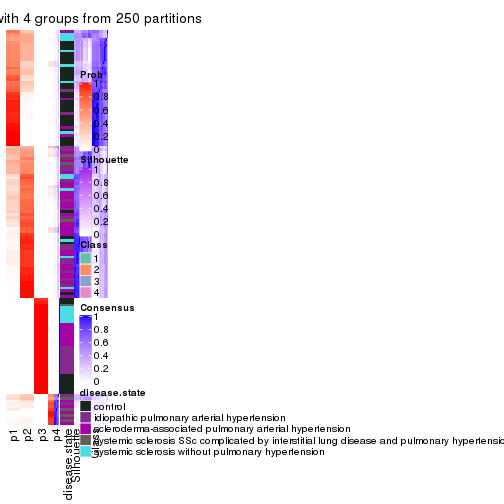 with 4 groups from 250 partitions
Prob
1
0.8
0.6
0.4
0.2
0
Silhouette
1
0.8
0.6
0.4
0.2
0
Class
1
2
3
4
Consensus
1
0.8
0.6
0.4
0.2
0
disease.state
control
idiopathic pulmonary arterial hypertension
scleroderma-associated pulmonary arterial hypertension
systemic sclerosis SSc complicated by interstitial lung disease and pulmonary hypertensio
systemic sclerosis without pulmonary hypertension
p1
p2
p3
p4
disease.state
Silhouette